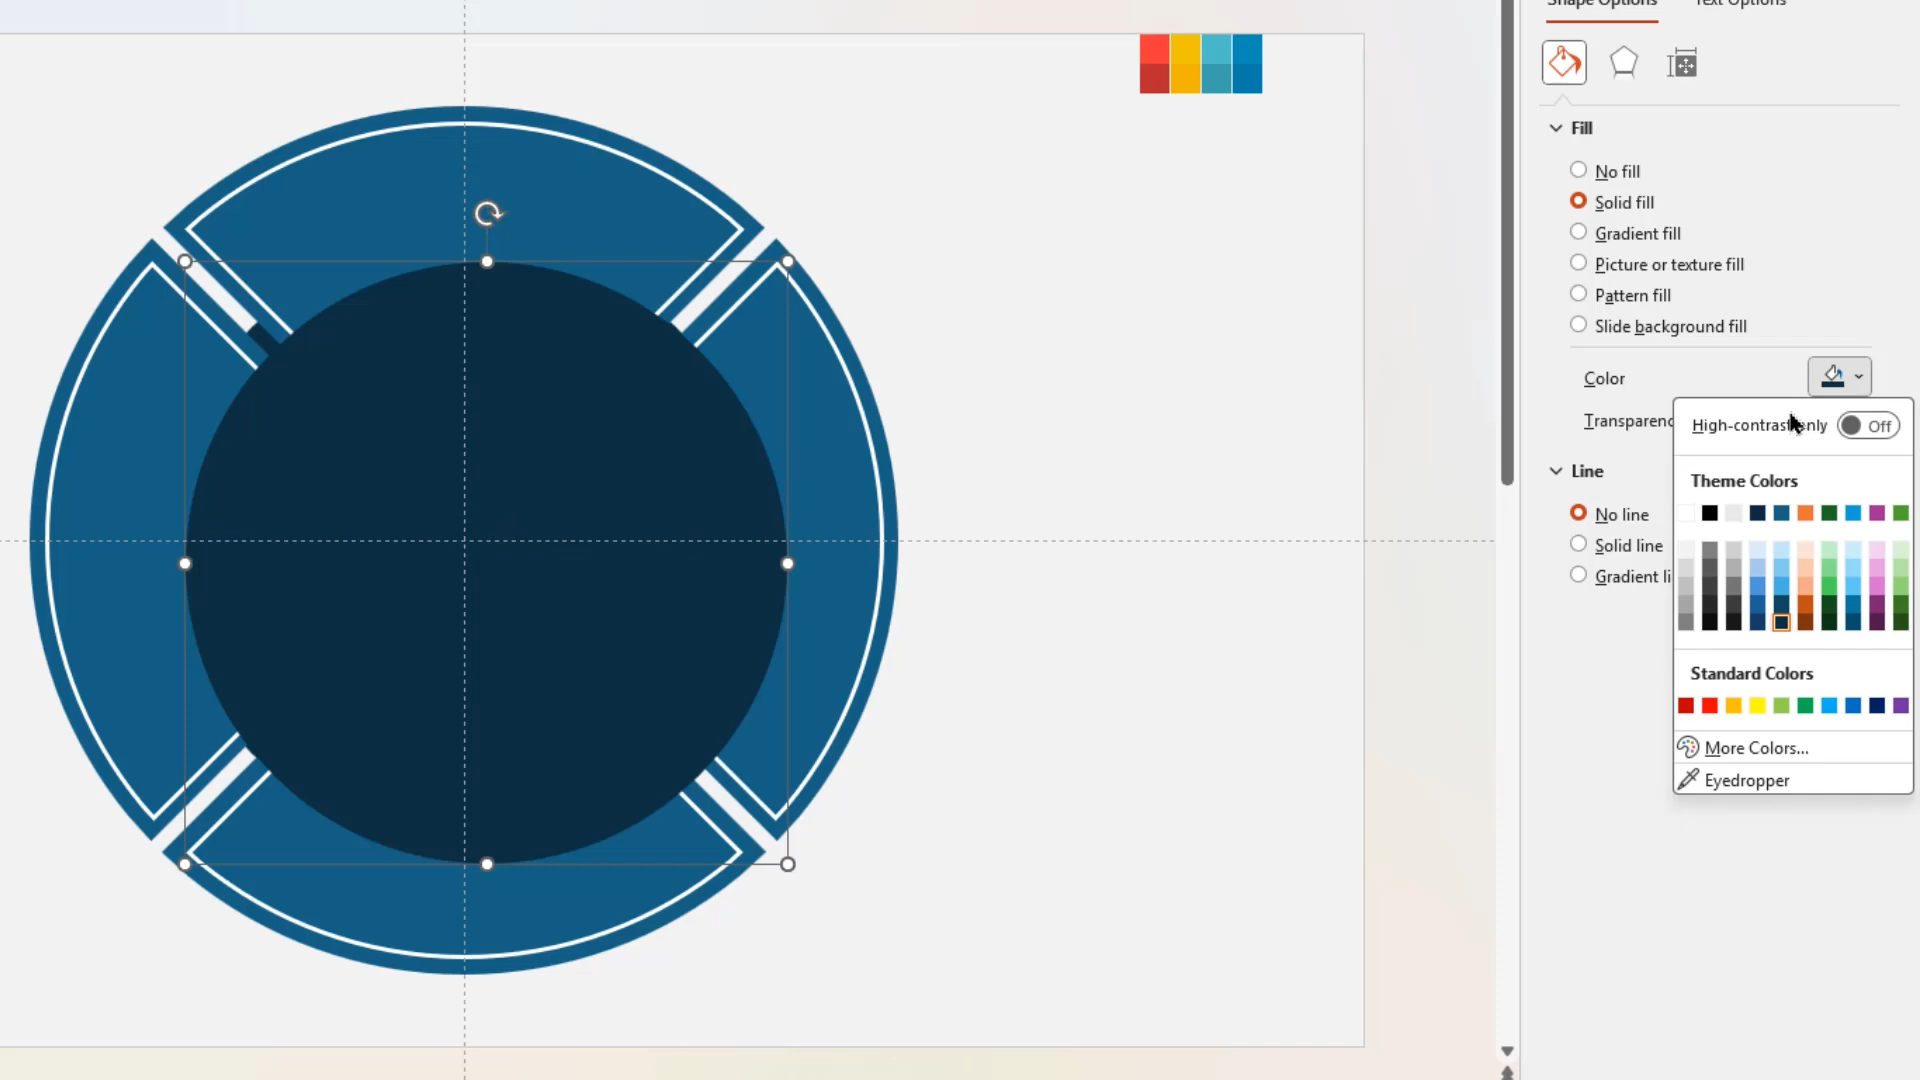 Shape Options
Text Options
Fill
No fill
Solid fill
Gradient fill
Picture or texture fill
Pattern fill
Slide background fill
Color
Transparenc
High-contrast only
Off
Theme Colors
Line
No line
Solid line
Gradient li
Standard Colors
More Colors...
Eyedropper